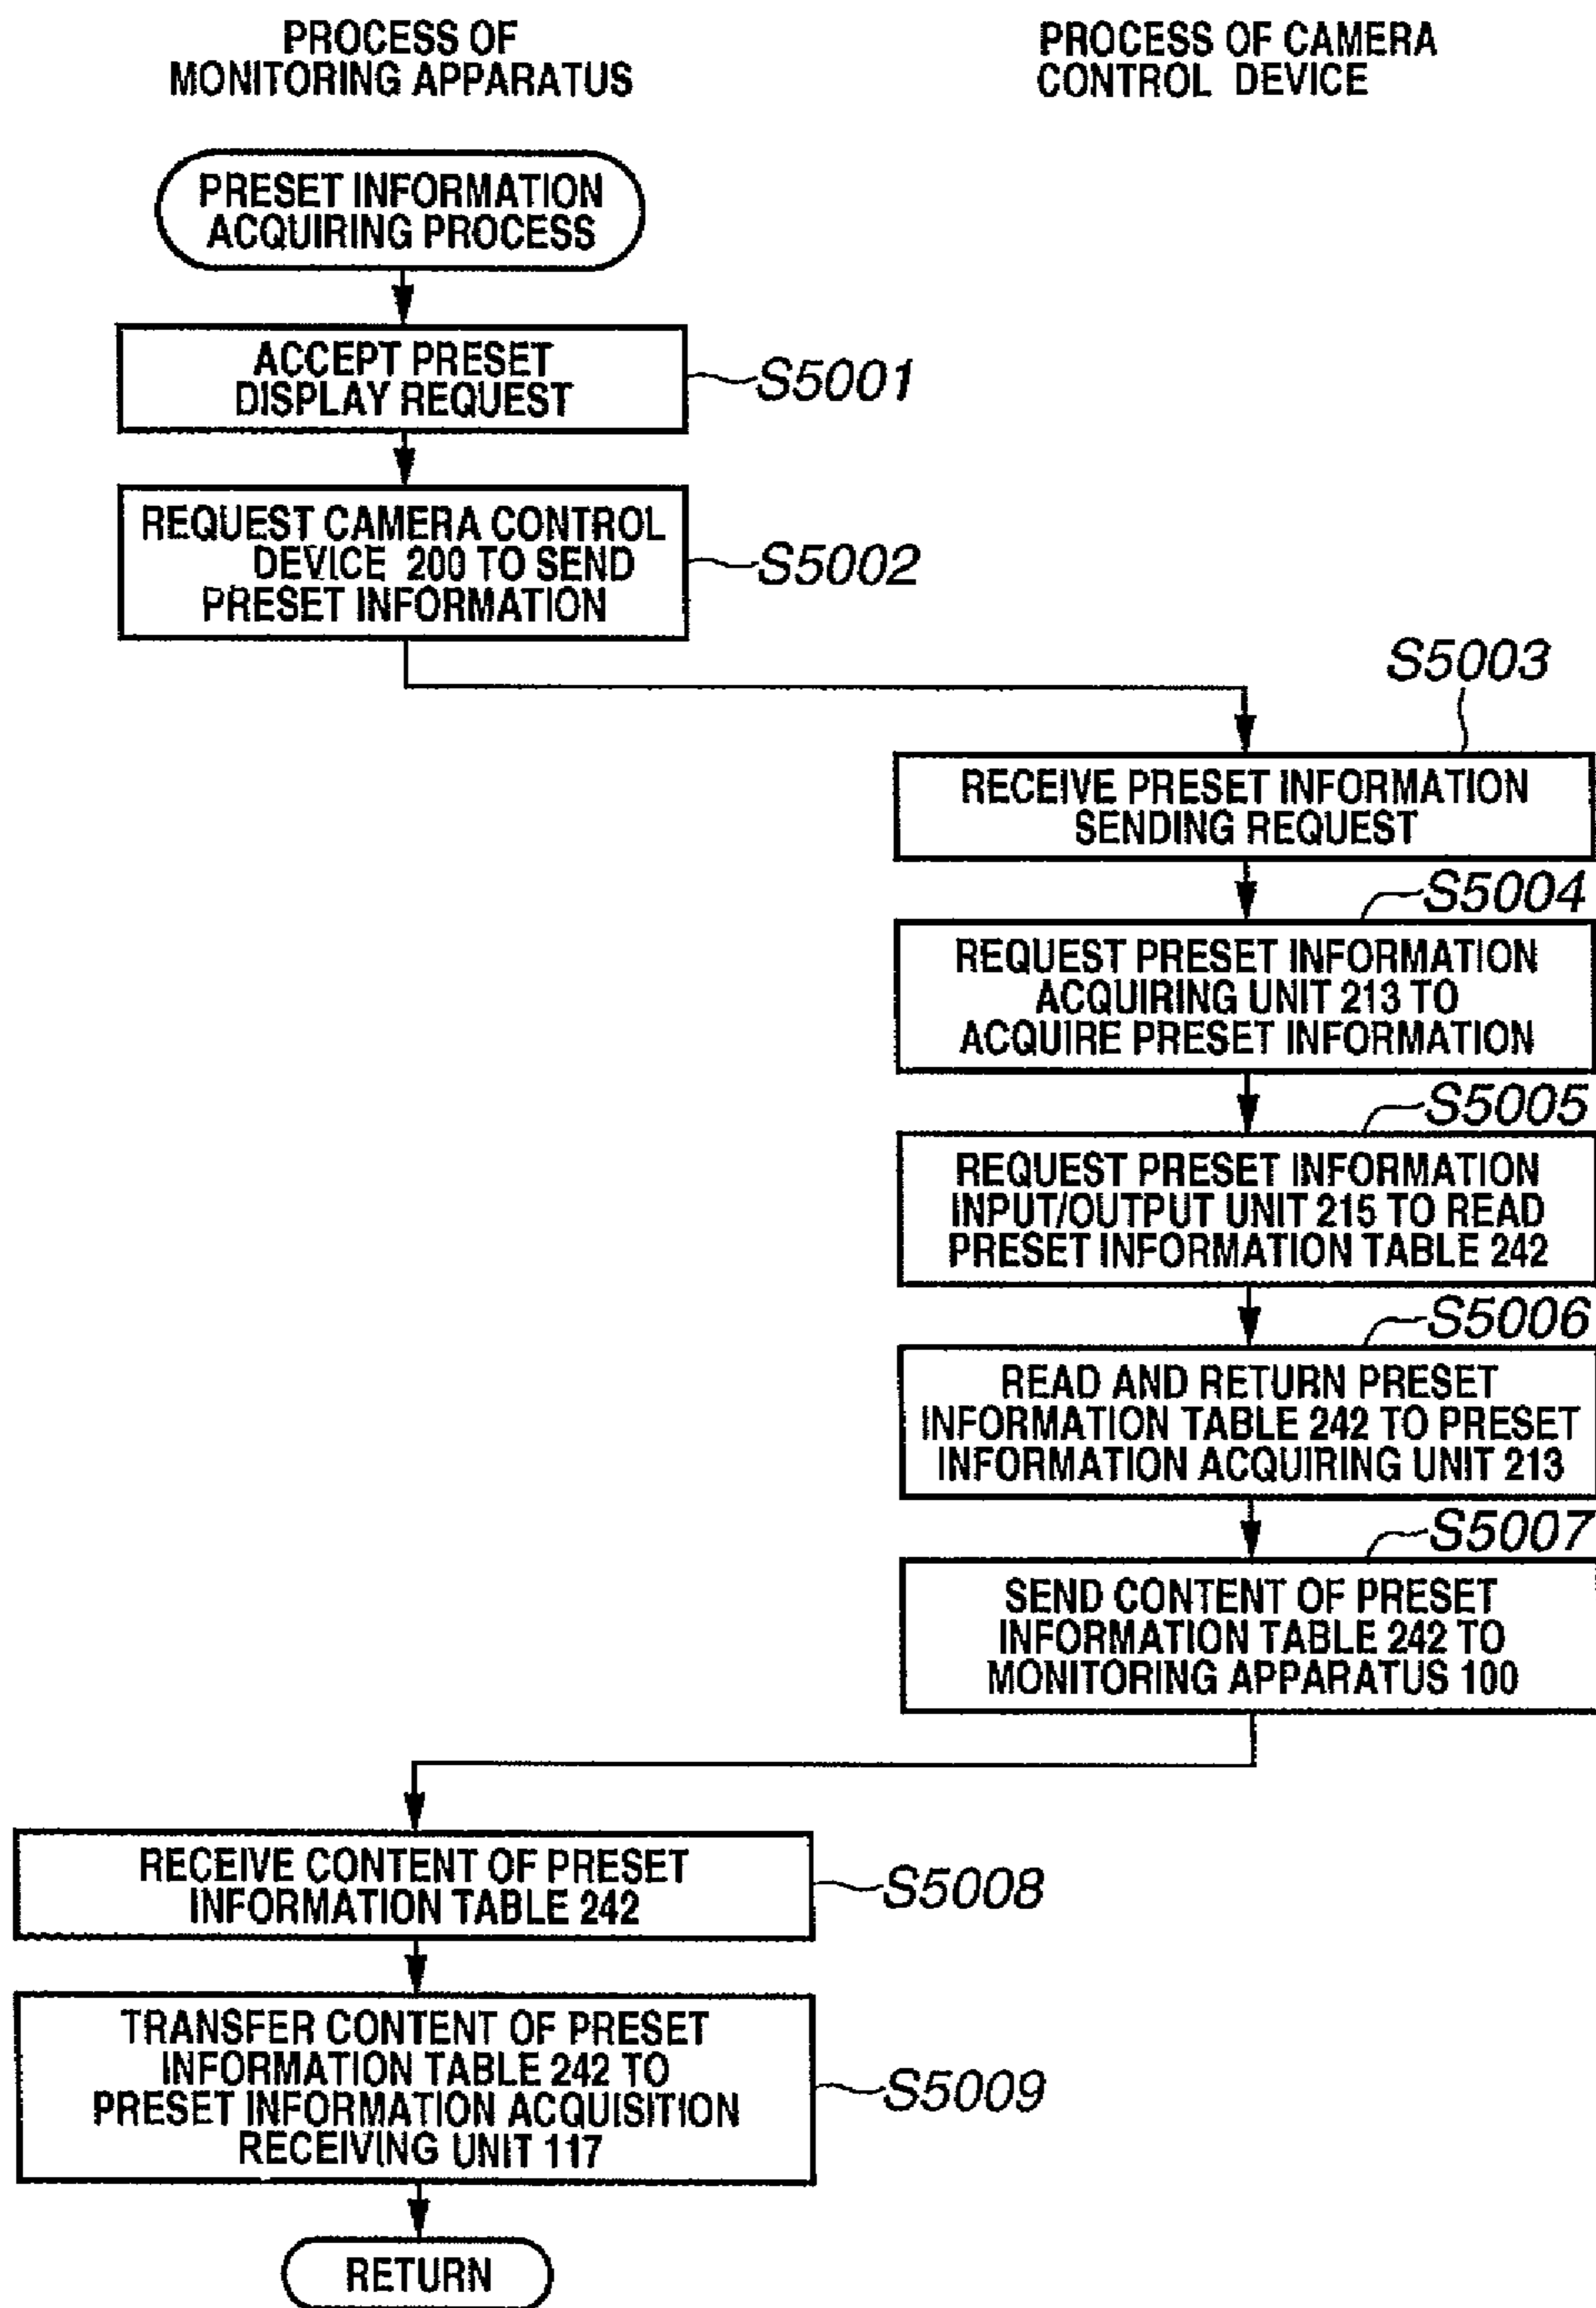 PROCESS OF
MONITORING APPARATUS
PROCESS OF CAMERA
CONTROL DEVICE
PRESET INFORMATION
ACQUIRING PROCESS
ACCEPT PRESET
DISPLAY REQUEST
S5001
REQUEST CAMERA CONTROL
DEVICE 200 TO SEND
PRESET INFORMATION
S5002
S5003
RECEIVE PRESET INFORMATION
SENDING REQUEST
S5004
REQUEST PRESET INFORMATION
ACQUIRING UNIT 213 TO
ACQUIRE PRESET INFORMATION
S5005
REQUEST PRESET INFORMATION
INPUT/OUTPUT UNIT 215 TO READ
PRESET INFORMATION TABLE 242
S5006
READ AND RETURN PRESET
INFORMATION TABLE 242 TO PRESET
INFORMATION ACQUIRING UNIT 213
S5007
SEND CONTENT OF PRESET
INFORMATION TABLE 242 TO
MONITORING APPARATUS 100
RECEIVE CONTENT OF PRESET
INFORMATION TABLE 242
S5008
TRANSFER CONTENT OF PRESET
INFORMATION TABLE 242 TO
PRESET INFORMATION ACQUISITION
RECEIVING UNIT 117
S5009
RETURN